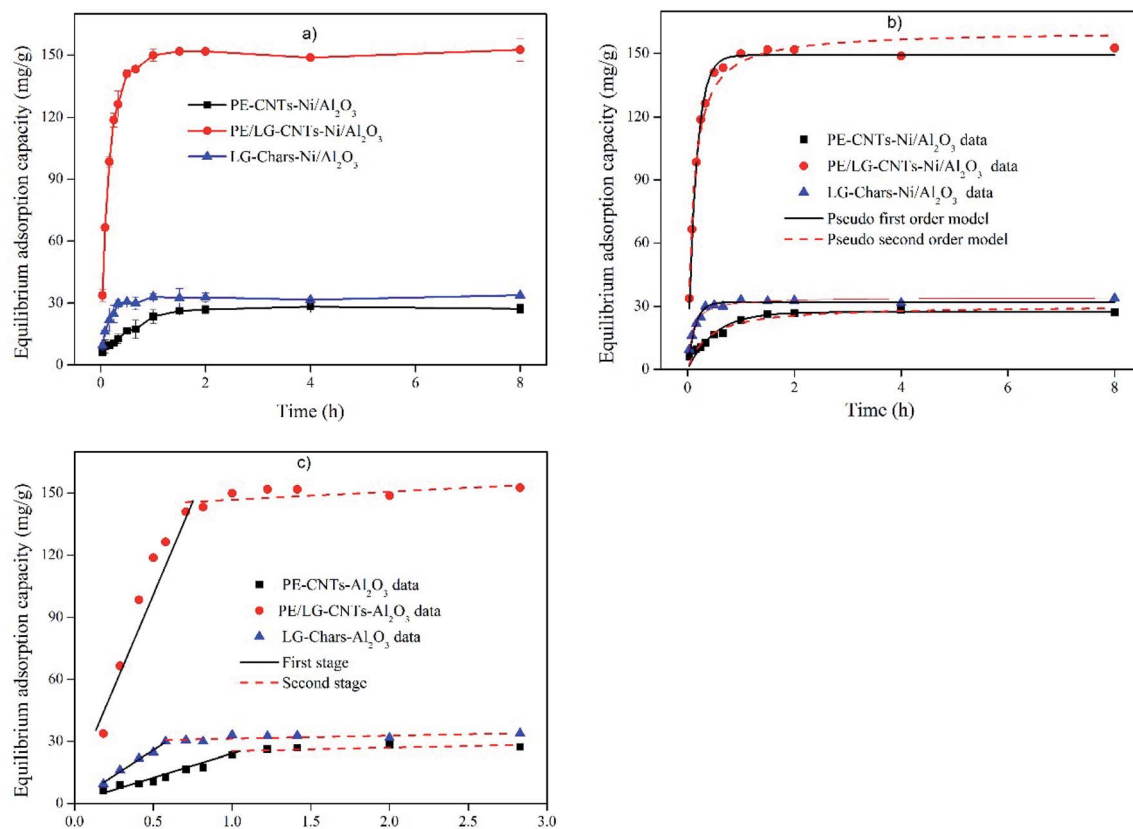 a)
Equilibrium adsorption capacity (mg/g)
150
120
90
60
30
0
PE-CNTs-Ni/Al₂O₃
PE/LG-CNTs-Ni/Al₂O₃
LG-Chars-Ni/Al₂O₃
0 2 4 6 8
Time (h)
b)
Equilibrium adsorption capacity (mg/g)
150
120
90
60
30
0
PE-CNTs-Ni/Al₂O₃ data
PE/LG-CNTs-Ni/Al₂O₃ data
LG-Chars-Ni/Al₂O₃ data
Pseudo first order model
Pseudo second order model
0 2 4 6 8
Time (h)
c)
Equilibrium adsorption capacity (mg/g)
150
120
90
60
30
0
PE-CNTs-Al₂O₃ data
PE/LG-CNTs-Al₂O₃ data
LG-Chars-Al₂O₃ data
First stage
Second stage
0.0 0.5 1.0 1.5 2.0 2.5 3.0